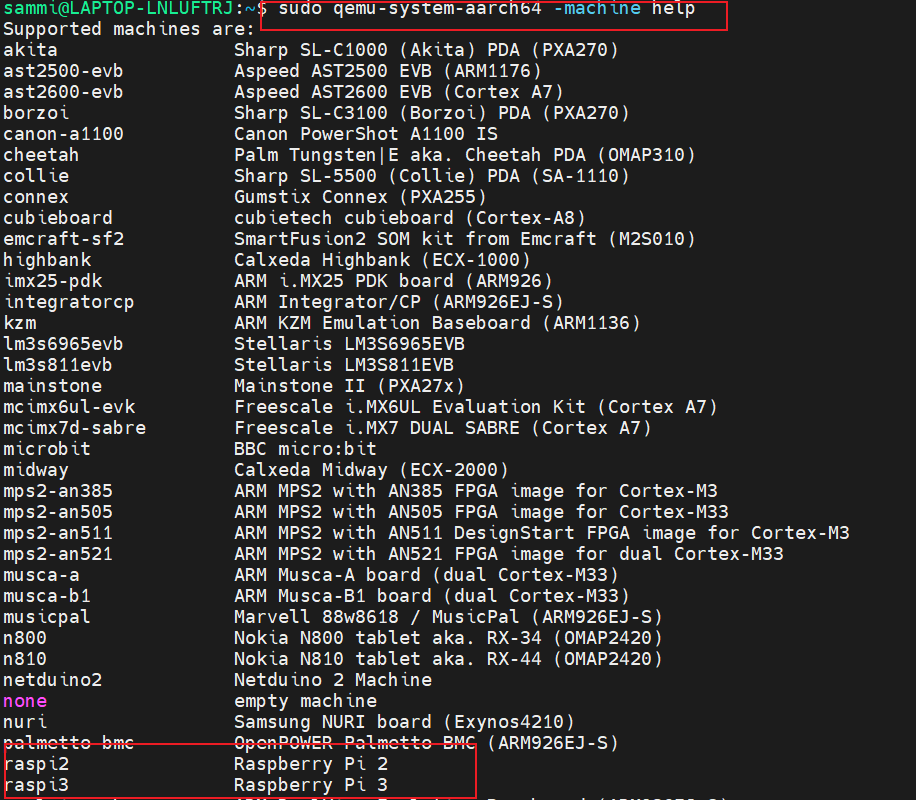 sammi@LAPTOP-LNLUFTRJ:~$ sudo qemu-system-aarch64 -machine help
Supported machines are:
akita                Sharp SL-C1000 (Akita) PDA (PXA270)
ast2500-evb          Aspeed AST2500 EVB (ARM1176)
ast2600-evb          Aspeed AST2600 EVB (Cortex A7)
borzoi               Sharp SL-C3100 (Borzoi) PDA (PXA270)
canon-a1100          Canon PowerShot A1100 IS
cheetah              Palm Tungsten|E aka. Cheetah PDA (OMAP310)
collie               Sharp SL-5500 (Collie) PDA (SA-1110)
connex               Gumstix Connex (PXA255)
cubieboard           cubietech cubieboard (Cortex-A8)
emcraft-sf2          SmartFusion2 SOM kit from Emcraft (M2S010)
highbank             Calxeda Highbank (ECX-1000)
imx25-pdk            ARM i.MX25 PDK board (ARM926)
integratorcp         ARM Integrator/CP (ARM926EJ-S)
kzm                  ARM KZM Emulation Baseboard (ARM1136)
lm3s6965evb          Stellaris LM3S6965EVB
lm3s811evb           Stellaris LM3S811EVB
mainstone            Mainstone II (PXA27x)
mcimx6ul-evk         Freescale i.MX6UL Evaluation Kit (Cortex A7)
mcimx7d-sabre        Freescale i.MX7 DUAL SABRE (Cortex A7)
microbit             BBC micro:bit
midway               Calxeda Midway (ECX-2000)
mps2-an385           ARM MPS2 with AN385 FPGA image for Cortex-M3
mps2-an505           ARM MPS2 with AN505 FPGA image for Cortex-M33
mps2-an511           ARM MPS2 with AN511 DesignStart FPGA image for Cortex-M3
mps2-an521           ARM MPS2 with AN521 FPGA image for dual Cortex-M33
musca-a              ARM Musca-A board (dual Cortex-M33)
musca-b1             ARM Musca-B1 board (dual Cortex-M33)
musicpal             Marvell 88w8618 / MusicPal (ARM926EJ-S)
n800                 Nokia N800 tablet aka. RX-34 (OMAP2420)
n810                 Nokia N810 tablet aka. RX-44 (OMAP2420)
netduino2            Netduino 2 Machine
none                 empty machine
nuri                 Samsung NURI board (Exynos4210)
palmetto-bmc         OpenPOWER Palmetto BMC (ARM926EJ-S)
raspi2               Raspberry Pi 2
raspi3               Raspberry Pi 3